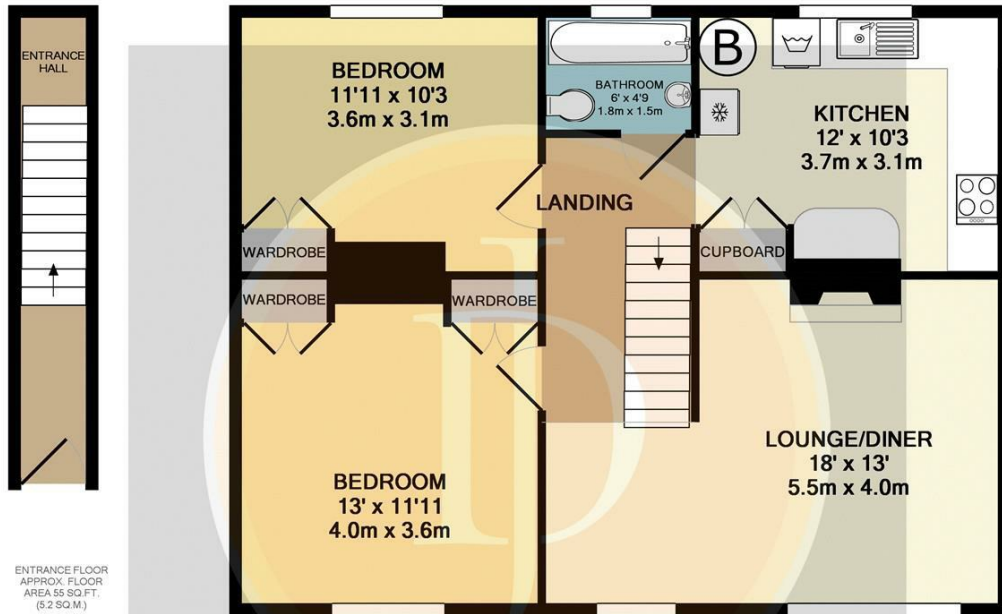 ENTRANCE
HALL
BEDROOM
11'11 x 10'3
3.6m x 3.1m
BATHROOM
6' x 4'9
1.8m x 1.5m
B
KITCHEN
12' x 10'3
3.7m x 3.1m
LANDING
WARDROBE
CUPBOARD
WARDROBE
WARDROBE
LOUNGE/DINER
18' x 13'
5.5m x 4.0m
BEDROOM
13' x 11'11
4.0m x 3.6m
ENTRANCE FLOOR
APPROX. FLOOR
AREA 55 SQ.FT.
(5.2 SQ.M.)